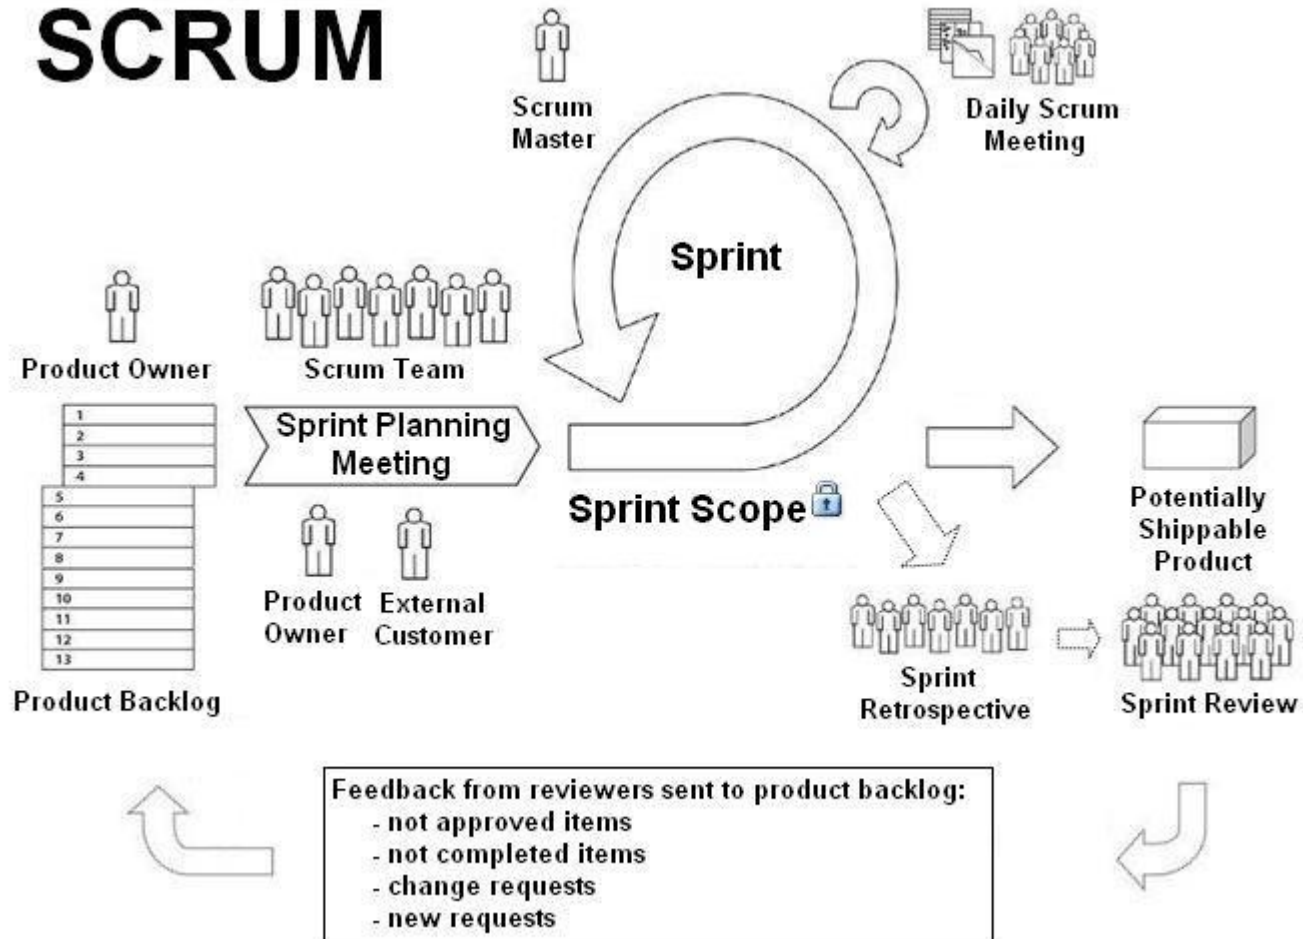 SCRUM
Scrum
Master
Daily Scrum
Meeting
Sprint
Product Owner
Scrum Team
1
2
3
4
5
6
7
8
9
10
11
12
13
Product Backlog
Sprint Planning
Meeting
Product
Owner
External
Customer
Sprint Scope
Potentially
Shippable
Product
Sprint
Retrospective
Sprint Review
Feedback from reviewers sent to product backlog:
- not approved items
- not completed items
- change requests
- new requests